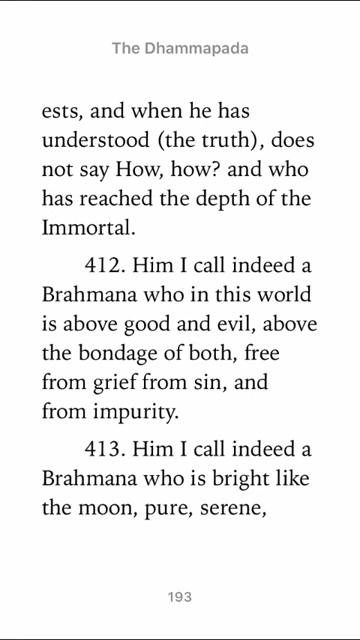 The Dhammapada
ests, and when he has
understood (the truth), does
not say How, how? and who
has reached the depth of the
Immortal.
412. Him I call indeed a
Brahmana who in this world
is above good and evil, above
the bondage of both, free
from grief from sin, and
from impurity.
413. Him I call indeed a
Brahmana who is bright like
the moon, pure, serene,
193